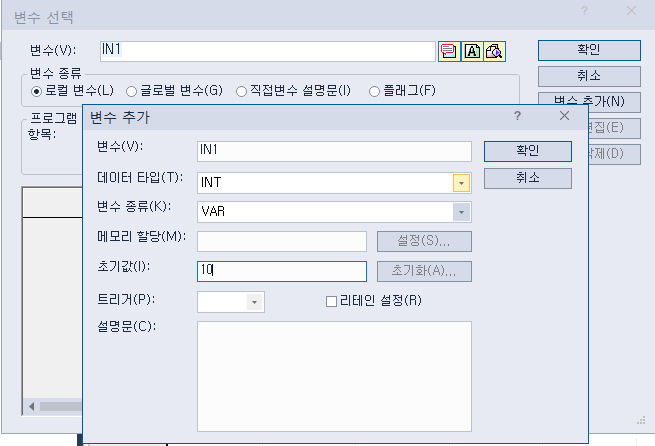 변수 선택
변수(V): IN1 확인
변수 종류 취소
로컬 변수(L) 글로벌 변수(G) 직접변수 설명문(I) 플래그(F)
변수 추가(N)
프로그램
항목:
편집(E)
삭제(D)
변수 추가
변수(V): IN1 확인
데이터 타입(T): INT 취소
변수 종류(K): VAR
메모리 할당(M): 설정(S)...
초기값(I): 10 초기화(A)...
트리거(P): 리테인 설정(R)
설명문(C):